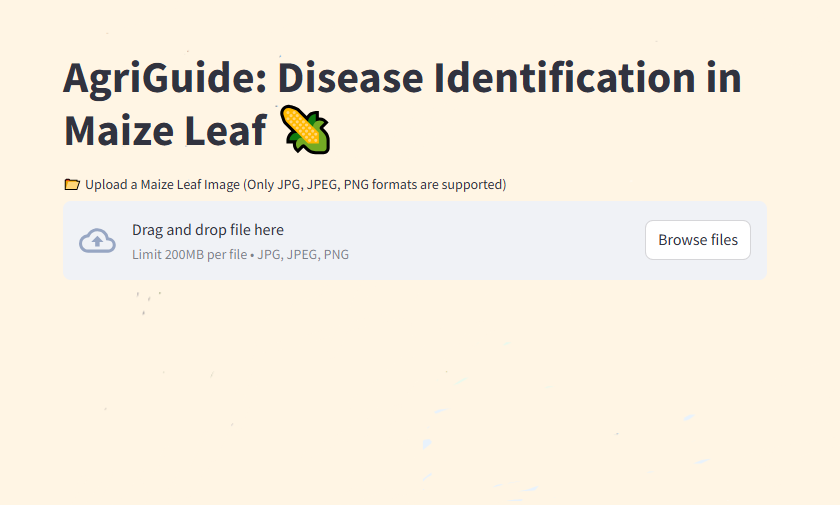 AgriGuide: Disease Identification in
Maize Leaf 🌽
📂 Upload a Maize Leaf Image (Only JPG, JPEG, PNG formats are supported)
Drag and drop file here
Limit 200MB per file • JPG, JPEG, PNG
Browse files